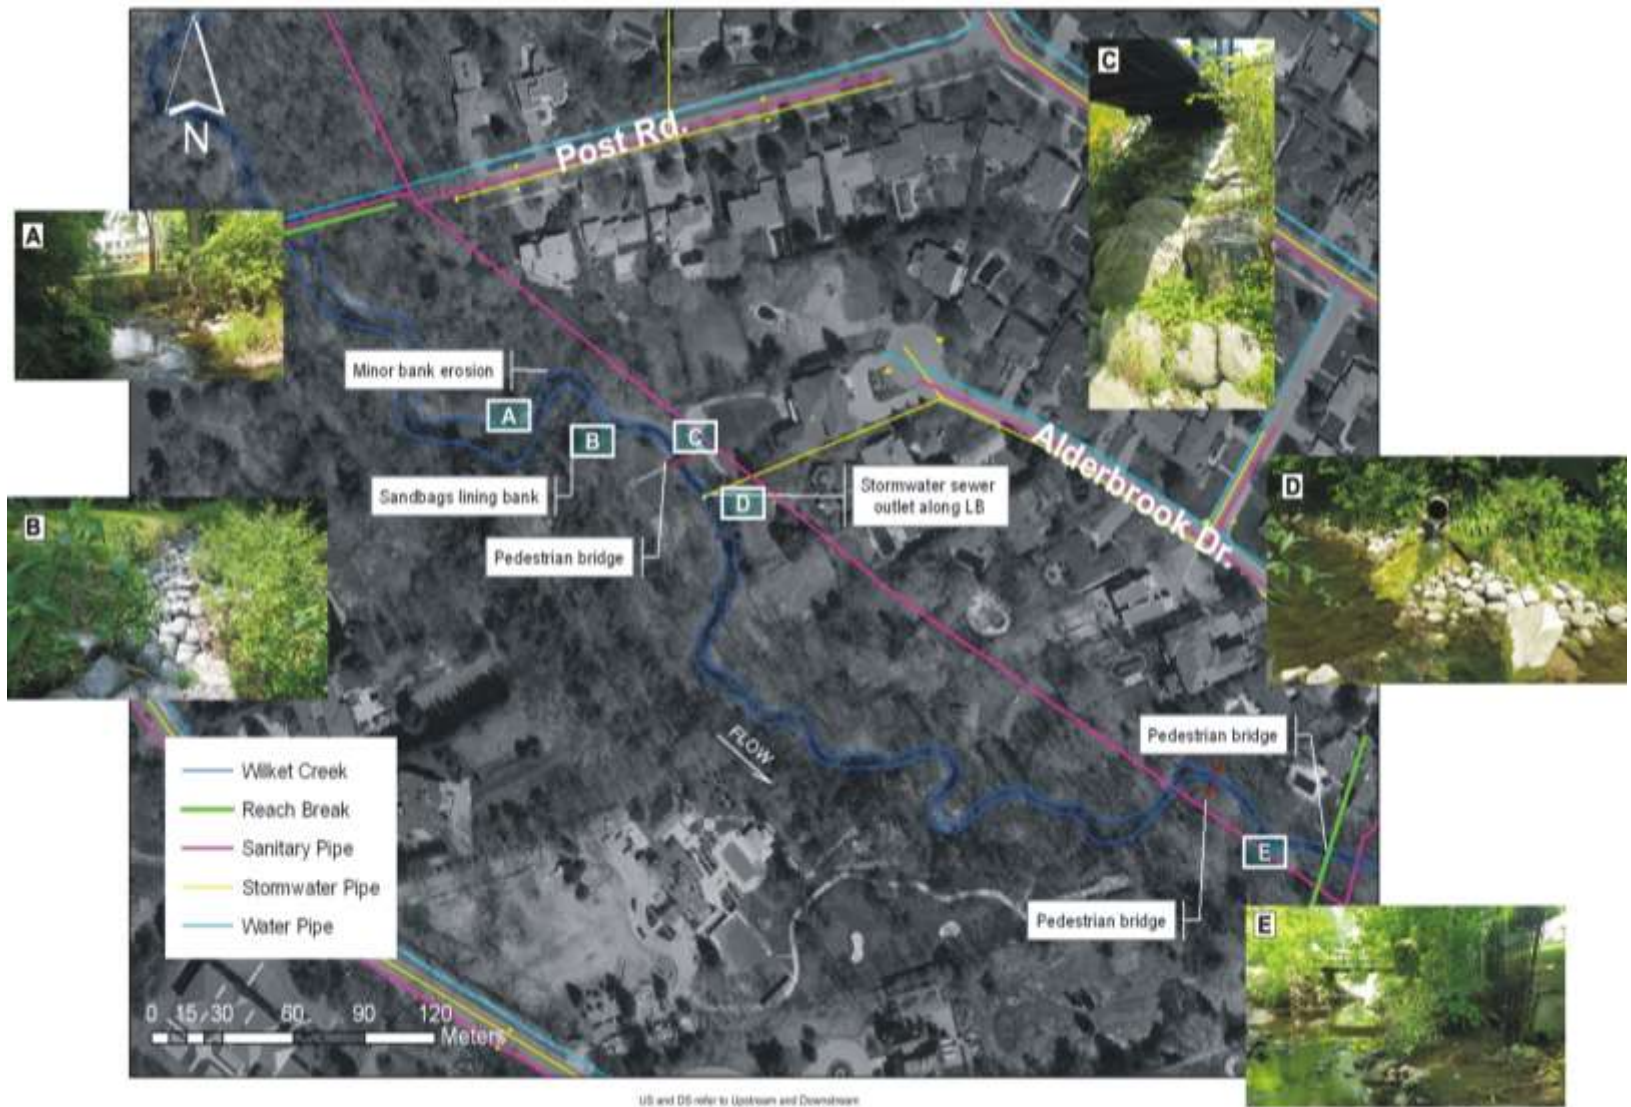 C
N
Post Rd.
A
Minor bank erosion
A
B
C
Alderbrook Dr.
Sandbags lining bank
D
Stormwater sewer
outlet along LB
D
B
Pedestrian bridge
FLOW
Pedestrian bridge
Wilket Creek
Reach Break
Sanitary Pipe
Stormwater Pipe
Water Pipe
E
Pedestrian bridge
E
0 15 30 60 90 120
Meters
US and DS refer to Upstream and Downstream